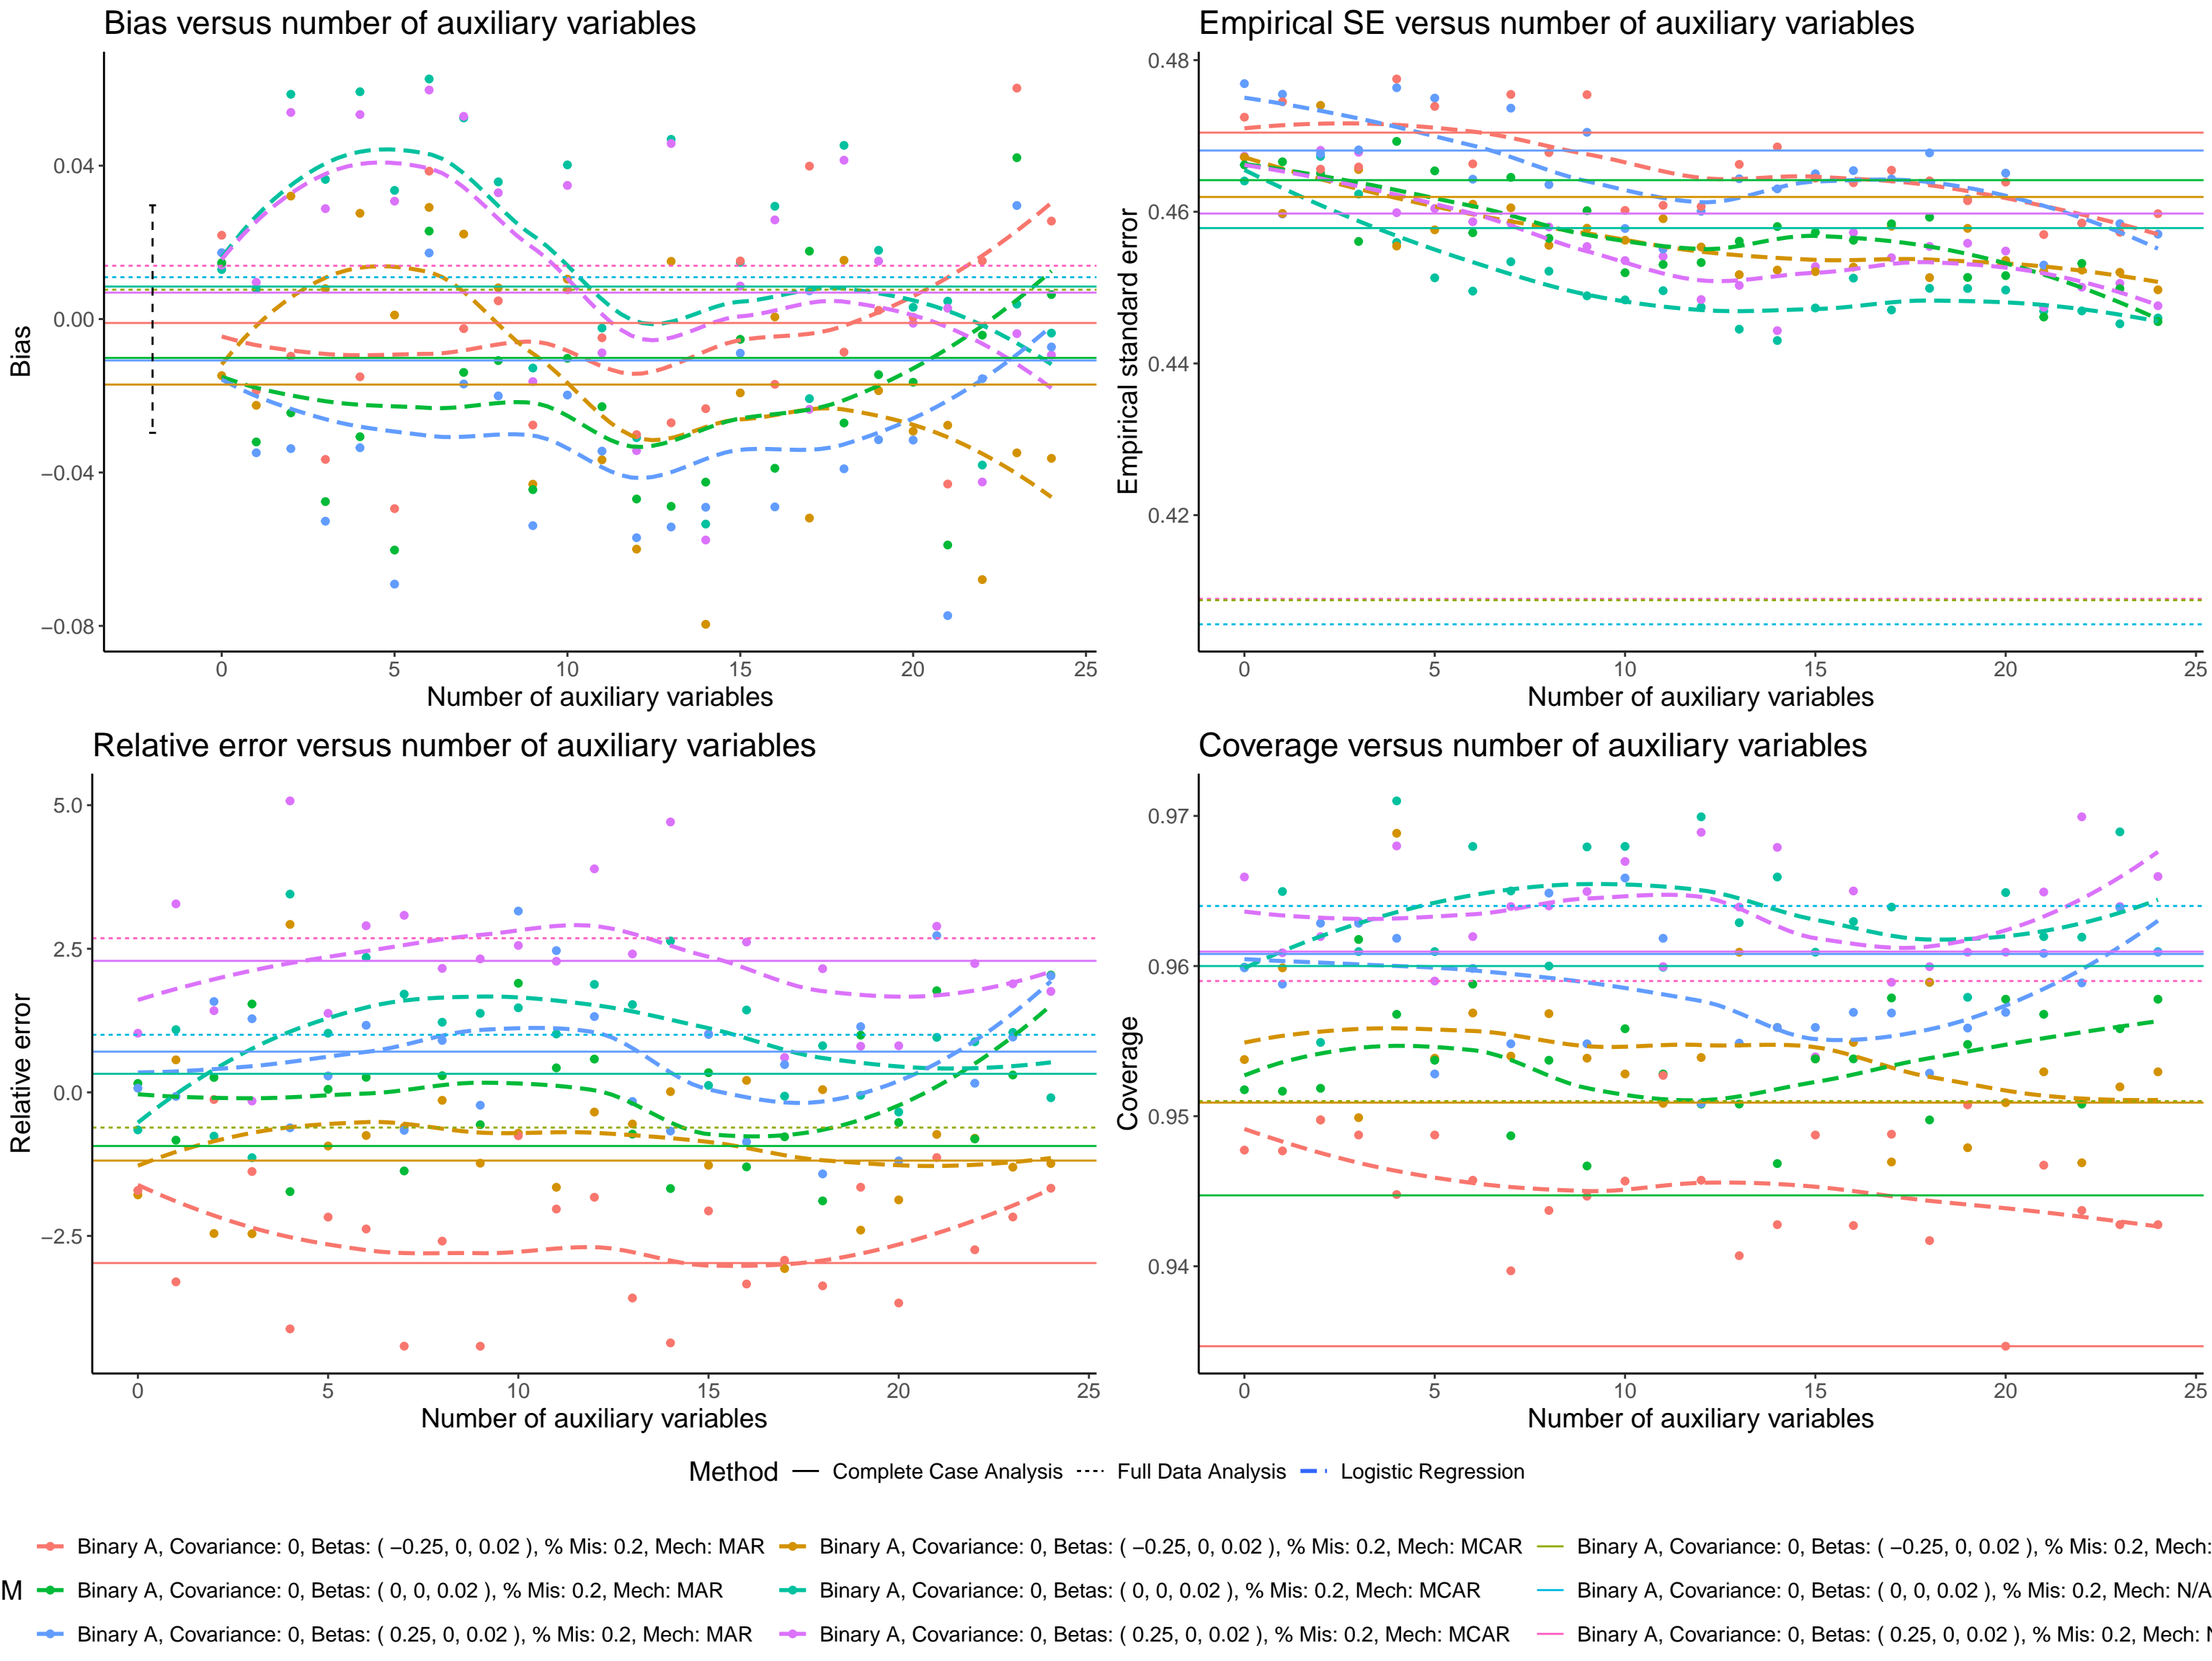 Bias versus number of auxiliary variables
Bias
0.04
0.00
−0.04
−0.08
0 5 10 15 20 25
Number of auxiliary variables
Empirical SE versus number of auxiliary variables
Empirical standard error
0.48
0.46
0.44
0.42
0 5 10 15 20 25
Number of auxiliary variables
Relative error versus number of auxiliary variables
Relative error
5.0
2.5
0.0
−2.5
0 5 10 15 20 25
Number of auxiliary variables
Coverage versus number of auxiliary variables
Coverage
0.97
0.96
0.95
0.94
0 5 10 15 20 25
Number of auxiliary variables
Method Complete Case Analysis Full Data Analysis Logistic Regression
Binary A, Covariance: 0, Betas: ( −0.25, 0, 0.02 ), % Mis: 0.2, Mech: MAR Binary A, Covariance: 0, Betas: ( −0.25, 0, 0.02 ), % Mis: 0.2, Mech: MCAR Binary A, Covariance: 0, Betas: ( −0.25, 0, 0.02 ), % Mis: 0.2, Mech:
M Binary A, Covariance: 0, Betas: ( 0, 0, 0.02 ), % Mis: 0.2, Mech: MAR Binary A, Covariance: 0, Betas: ( 0, 0, 0.02 ), % Mis: 0.2, Mech: MCAR Binary A, Covariance: 0, Betas: ( 0, 0, 0.02 ), % Mis: 0.2, Mech: N/A
Binary A, Covariance: 0, Betas: ( 0.25, 0, 0.02 ), % Mis: 0.2, Mech: MAR Binary A, Covariance: 0, Betas: ( 0.25, 0, 0.02 ), % Mis: 0.2, Mech: MCAR Binary A, Covariance: 0, Betas: ( 0.25, 0, 0.02 ), % Mis: 0.2, Mech: